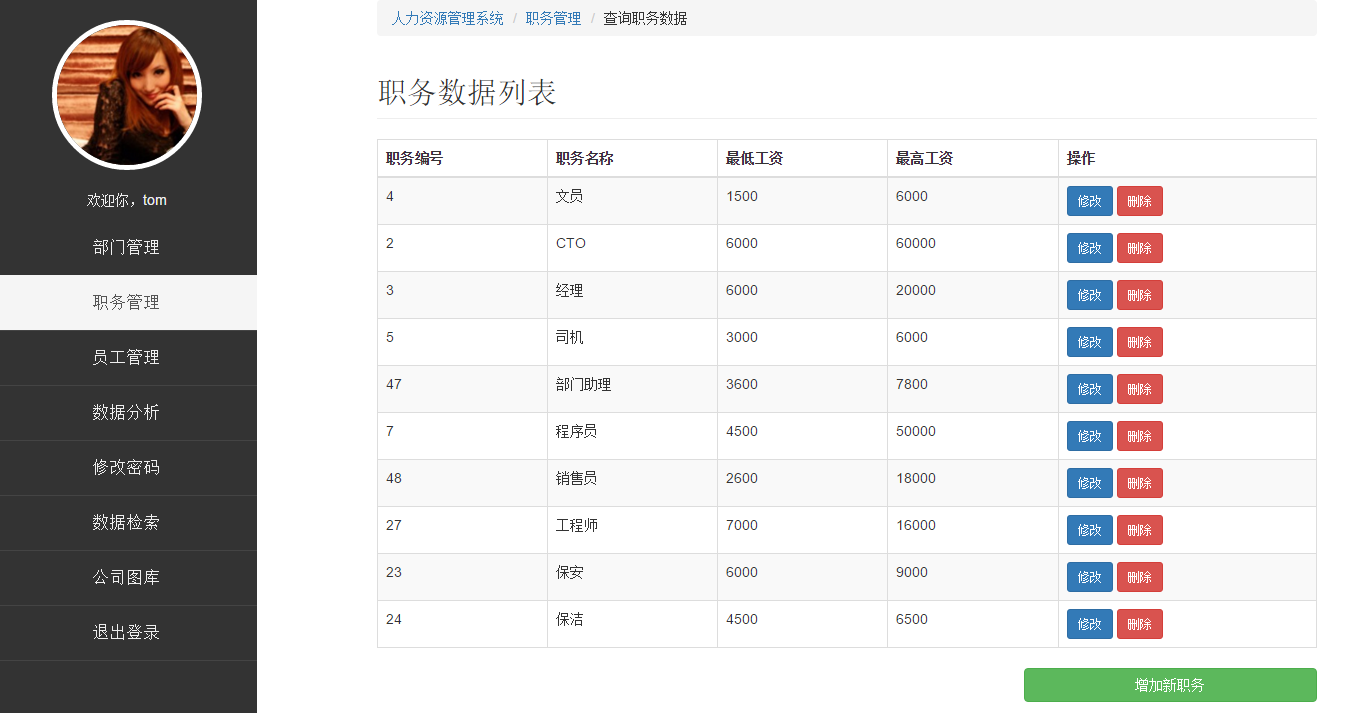 欢迎你，tom
部门管理
职务管理
员工管理
数据分析
修改密码
数据检索
公司图库
退出登录
人力资源管理系统 / 职务管理 / 查询职务数据
职务数据列表
职务编号 职务名称 最低工资 最高工资 操作
4 文员 1500 6000 修改 删除
2 CTO 6000 60000 修改 删除
3 经理 6000 20000 修改 删除
5 司机 3000 6000 修改 删除
47 部门助理 3600 7800 修改 删除
7 程序员 4500 50000 修改 删除
48 销售员 2600 18000 修改 删除
27 工程师 7000 16000 修改 删除
23 保安 6000 9000 修改 删除
24 保洁 4500 6500 修改 删除
增加新职务